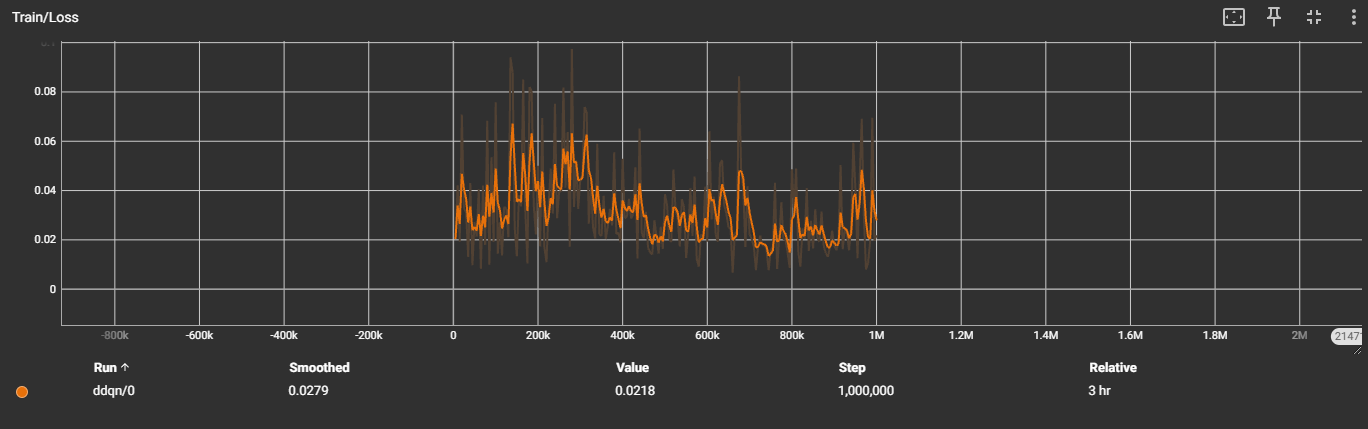 Train/Loss
0.08
0.06
0.04
0.02
0
-800k -600k -400k -200k 0 200k 400k 600k 800k 1M 1.2M 1.4M 1.6M 1.8M 2M 2147
Run ↑ Smoothed Value Step Relative
ddqn/0 0.0279 0.0218 1,000,000 3 hr